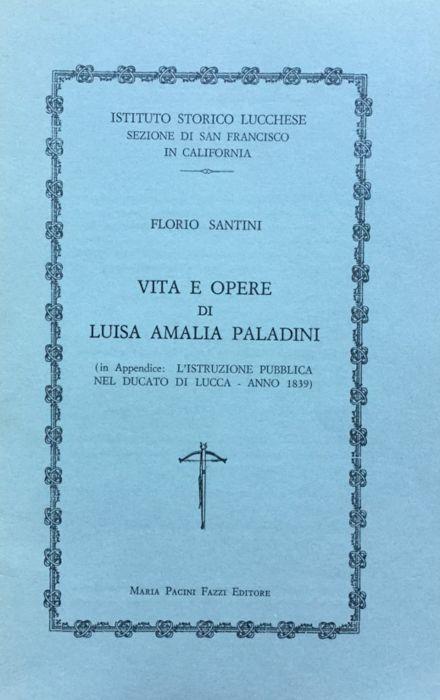 ISTITUTO STORICO LUCCHESE
SEZIONE DI SAN FRANCISCO
IN CALIFORNIA
FLORIO SANTINI
VITA E OPERE
DI
LUISA AMALIA PALADINI
(in Appendice: L'ISTRUZIONE PUBBLICA
NEL DUCATO DI LUCCA - ANNO 1839)
MARIA PACINI FAZZI EDITORE